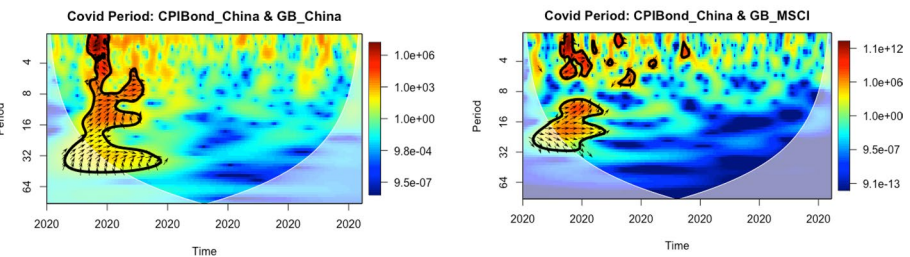 Covid Period: CPIBond_China & GB_China
Period
4
8
16
32
64
2020 2020 2020 2020 2020 2020
Time
1.0e+06
1.0e+03
1.0e+00
9.8e-04
9.5e-07
Covid Period: CPIBond_China & GB_MSCI
Period
4
8
16
32
64
2020 2020 2020 2020 2020 2020
Time
1.1e+12
1.0e+06
1.0e+00
9.5e-07
9.1e-13